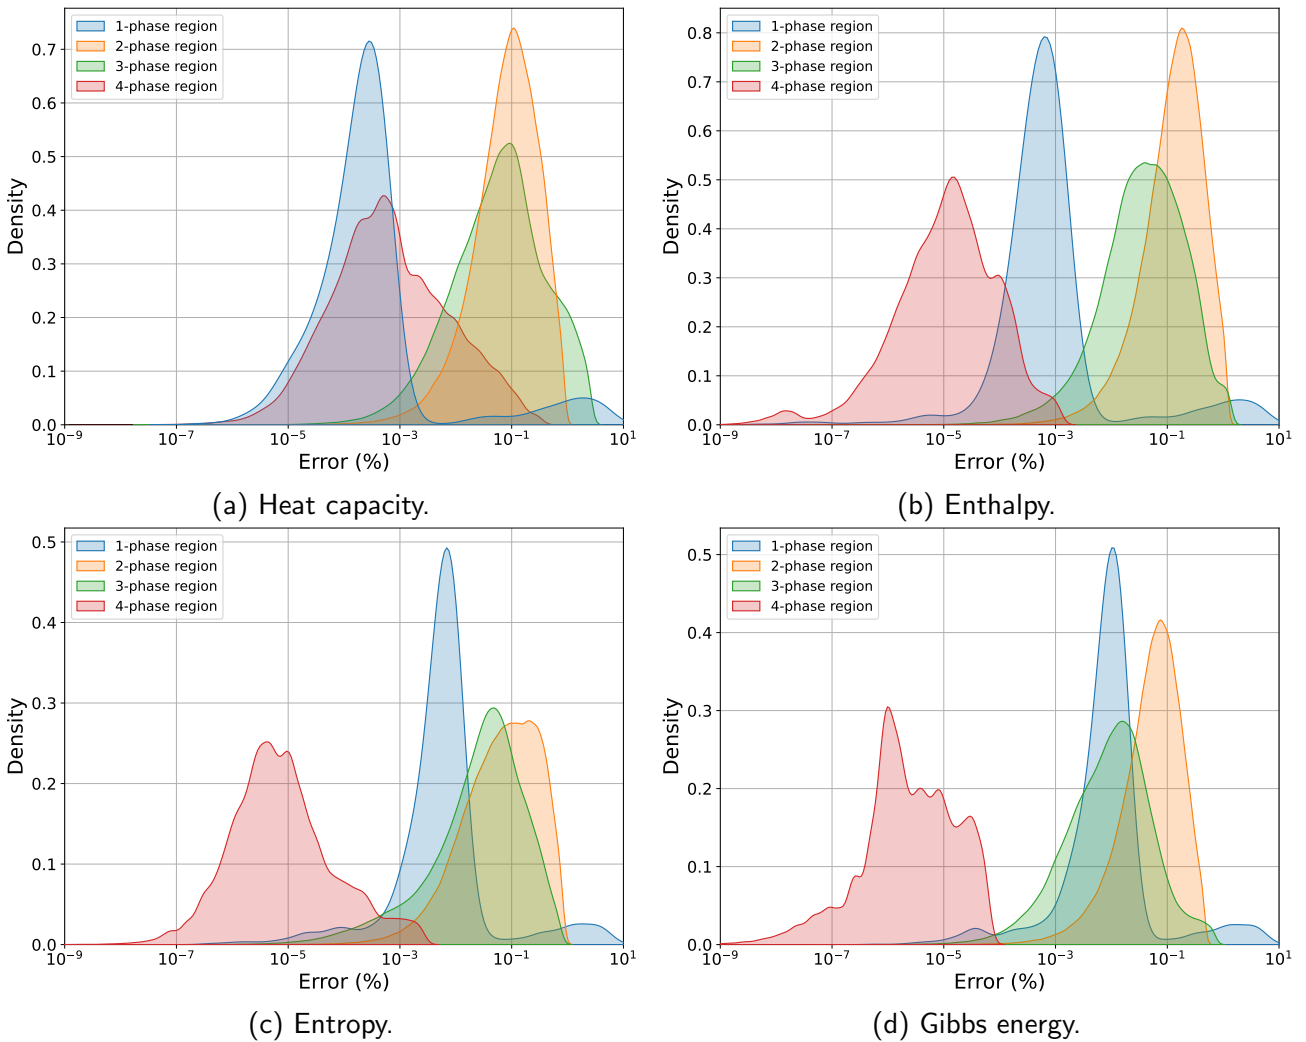 1-phase region
2-phase region
3-phase region
4-phase region
Density
0.7
0.6
0.5
0.4
0.3
0.2
0.1
0.0
10⁻⁹ 10⁻⁷ 10⁻⁵ 10⁻³ 10⁻¹ 10¹
Error (%)
(a) Heat capacity.
1-phase region
2-phase region
3-phase region
4-phase region
Density
0.8
0.7
0.6
0.5
0.4
0.3
0.2
0.1
0.0
10⁻⁹ 10⁻⁷ 10⁻⁵ 10⁻³ 10⁻¹ 10¹
Error (%)
(b) Enthalpy.
1-phase region
2-phase region
3-phase region
4-phase region
Density
0.5
0.4
0.3
0.2
0.1
0.0
10⁻⁹ 10⁻⁷ 10⁻⁵ 10⁻³ 10⁻¹ 10¹
Error (%)
(c) Entropy.
1-phase region
2-phase region
3-phase region
4-phase region
Density
0.5
0.4
0.3
0.2
0.1
0.0
10⁻⁹ 10⁻⁷ 10⁻⁵ 10⁻³ 10⁻¹ 10¹
Error (%)
(d) Gibbs energy.